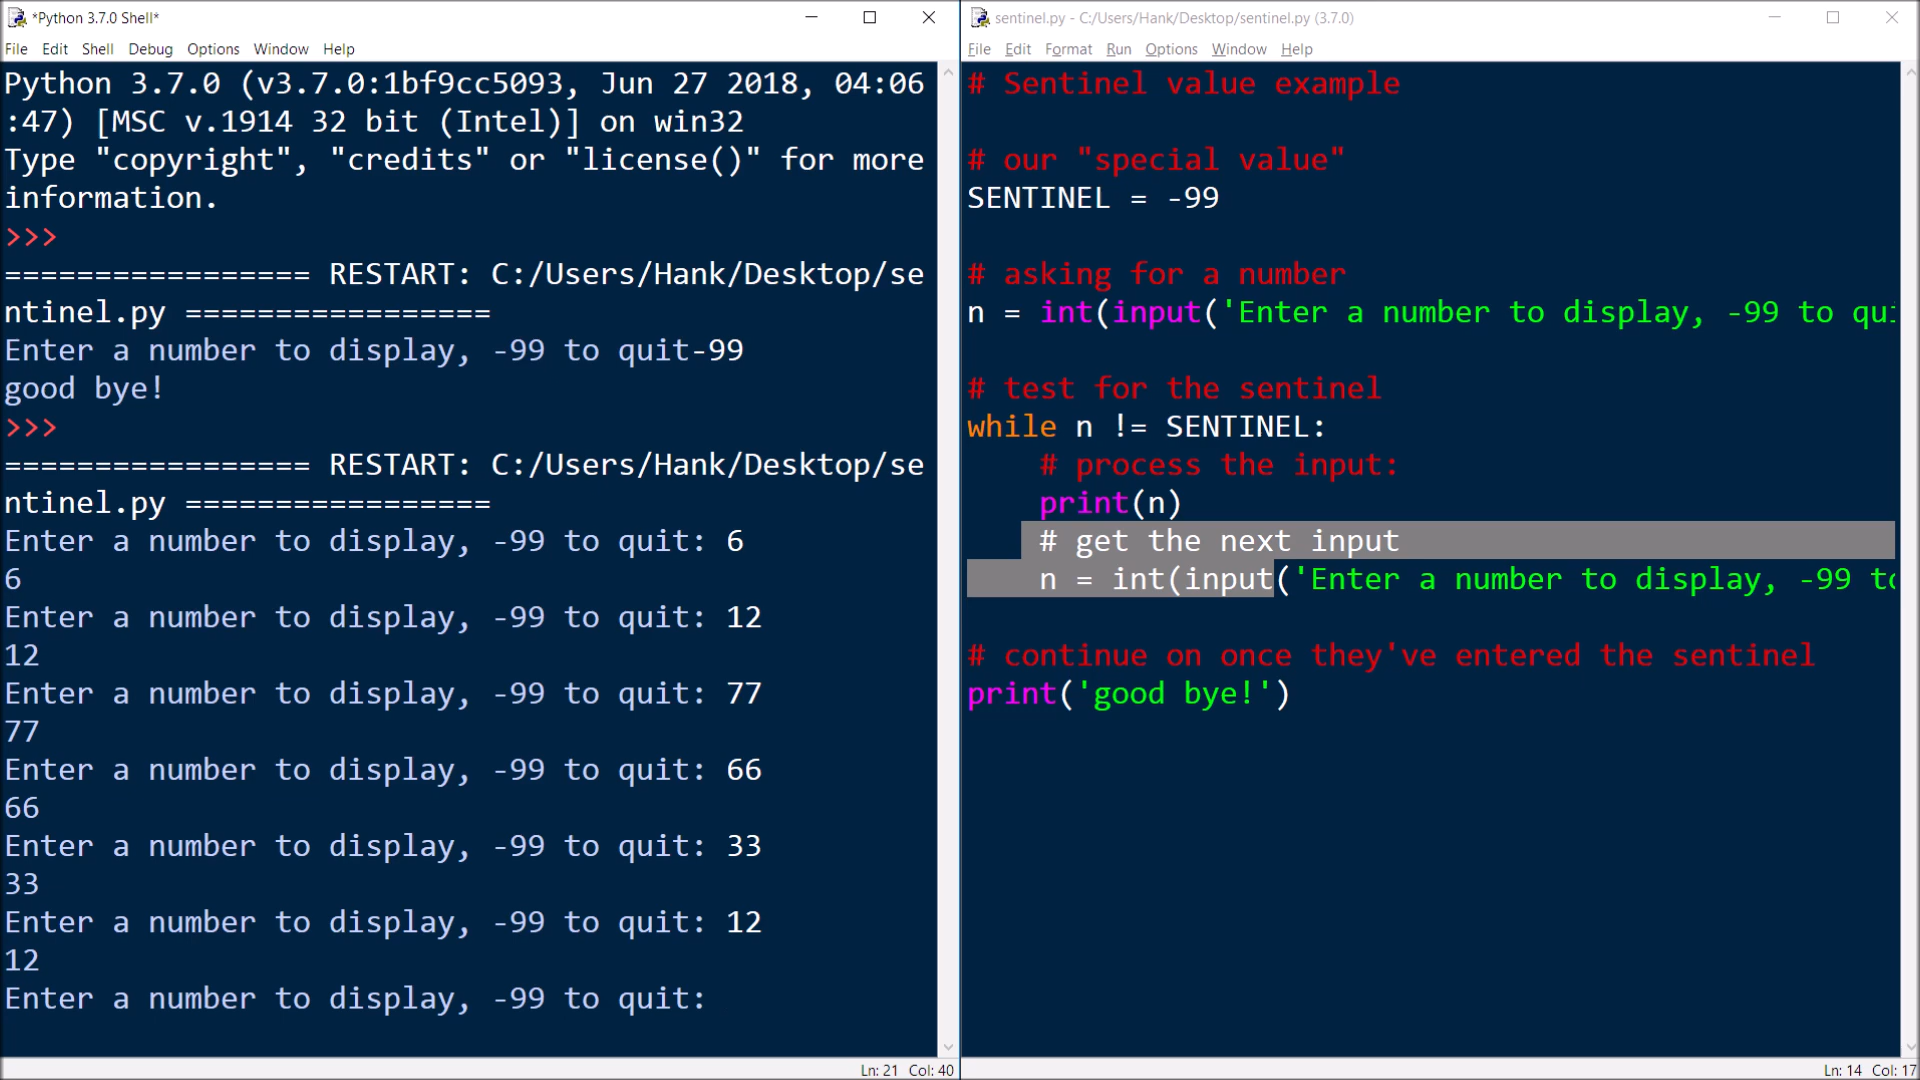 *Python 3.7.0 Shell*
File Edit Shell Debug Options Window Help
Python 3.7.0 (v3.7.0:1bf9cc5093, Jun 27 2018, 04:06
:47) [MSC v.1914 32 bit (Intel)] on win32
Type "copyright", "credits" or "license()" for more
information.
>>>
================= RESTART: C:/Users/Hank/Desktop/se
ntinel.py =================
Enter a number to display, -99 to quit-99
good bye!
>>>
================= RESTART: C:/Users/Hank/Desktop/se
ntinel.py =================
Enter a number to display, -99 to quit: 6
6
Enter a number to display, -99 to quit: 12
12
Enter a number to display, -99 to quit: 77
77
Enter a number to display, -99 to quit: 66
66
Enter a number to display, -99 to quit: 33
33
Enter a number to display, -99 to quit: 12
12
Enter a number to display, -99 to quit:
Ln: 21 Col: 40
sentinel.py - C:/Users/Hank/Desktop/sentinel.py (3.7.0)
File Edit Format Run Options Window Help
# Sentinel value example
# our "special value"
SENTINEL = -99
# asking for a number
n = int(input('Enter a number to display, -99 to qui
# test for the sentinel
while n != SENTINEL:
    # process the input:
    print(n)
    # get the next input
    n = int(input('Enter a number to display, -99 to
# continue on once they've entered the sentinel
print('good bye!')
Ln: 14 Col: 17